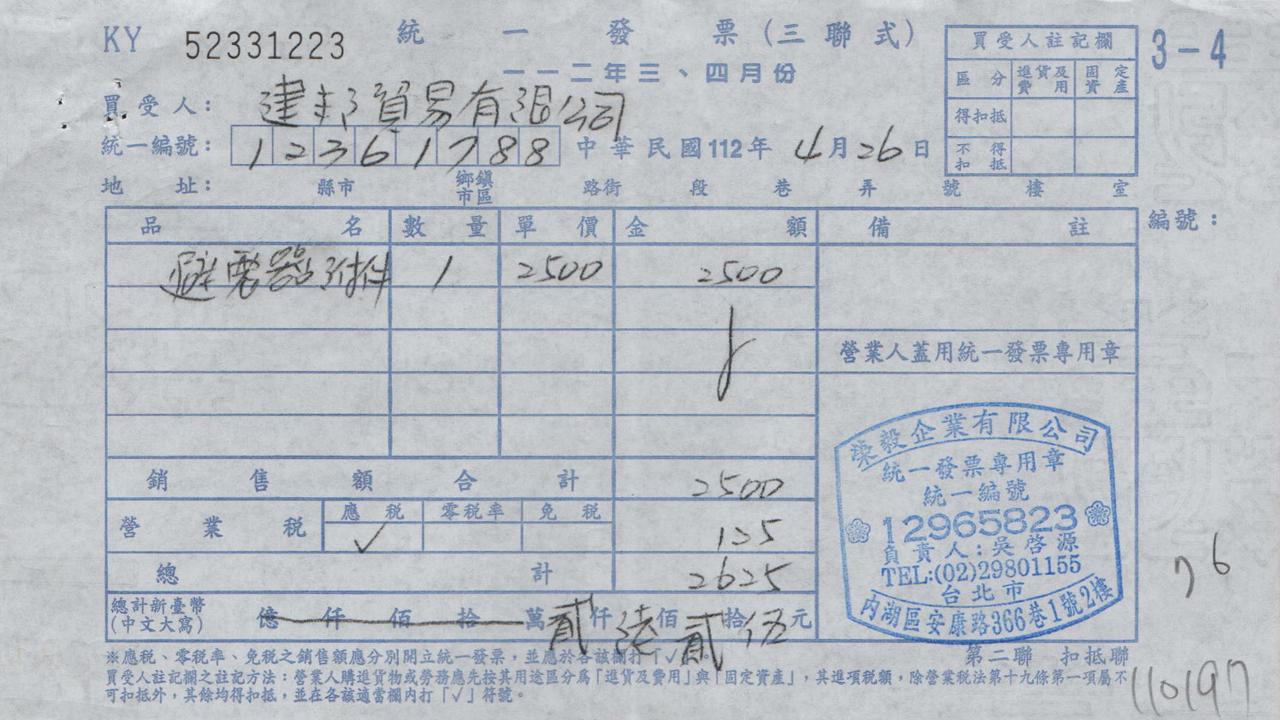 KY 52331223 統一發票(三聯式)
一一二年三、四月份
3-4
買受人註記欄
區分 進貨及費用 固定資產
得扣抵
不得扣抵
買受人: 建邦貿易有限公司
統一編號: 12361788 中華民國112年4月26日
地址: 縣市 鄉鎮市區 路街 段 巷 弄 號 樓 室
品名 數量 單價 金額 備註 編號:
避電器附件 1 2500 2500
營業人蓋用統一發票專用章
銷售額合計 2500
營業稅 應稅 ✓ 零稅率 免稅 125
總計 2625
總計新臺幣(中文大寫) 億 仟 佰 拾 萬 貳仟 陸佰 貳拾 伍元
榮毅企業有限公司
統一發票專用章
統一編號
12965823
負責人:吳啓源
TEL:(02)29801155
台北市
內湖區安康路366巷1號2樓
76
※應稅、零稅率、免稅之銷售額應分別開立統一發票,並應於各該欄打「√」。
第二聯 扣抵聯
買受人註記欄之註記方法:營業人購進貨物或勞務應先按其用途區分為「進貨及費用」與「固定資產」,其進項稅額,除營業稅法第十九條第一項屬不
可扣抵外,其餘均得扣抵,並在各該適當欄內打「√」符號。
110197